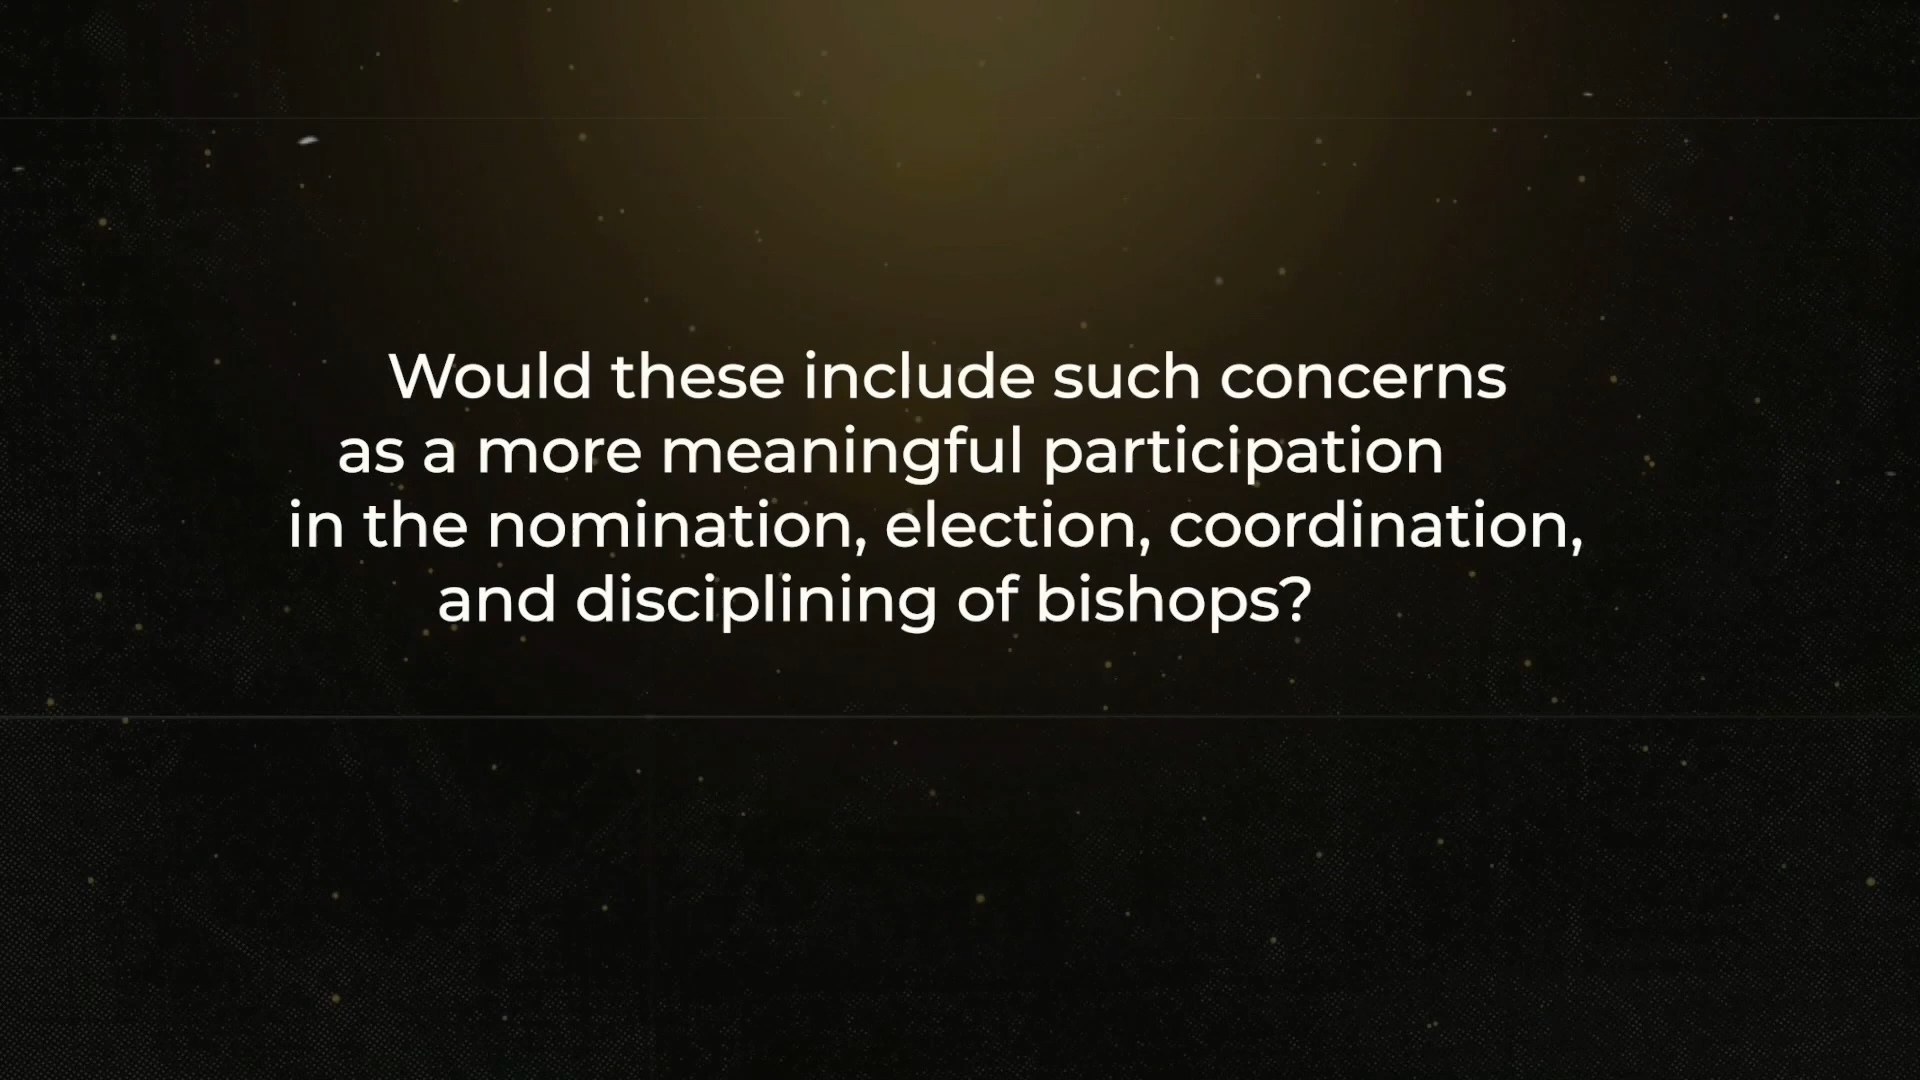 Would these include such concerns
as a more meaningful participation
in the nomination, election, coordination,
and disciplining of bishops?